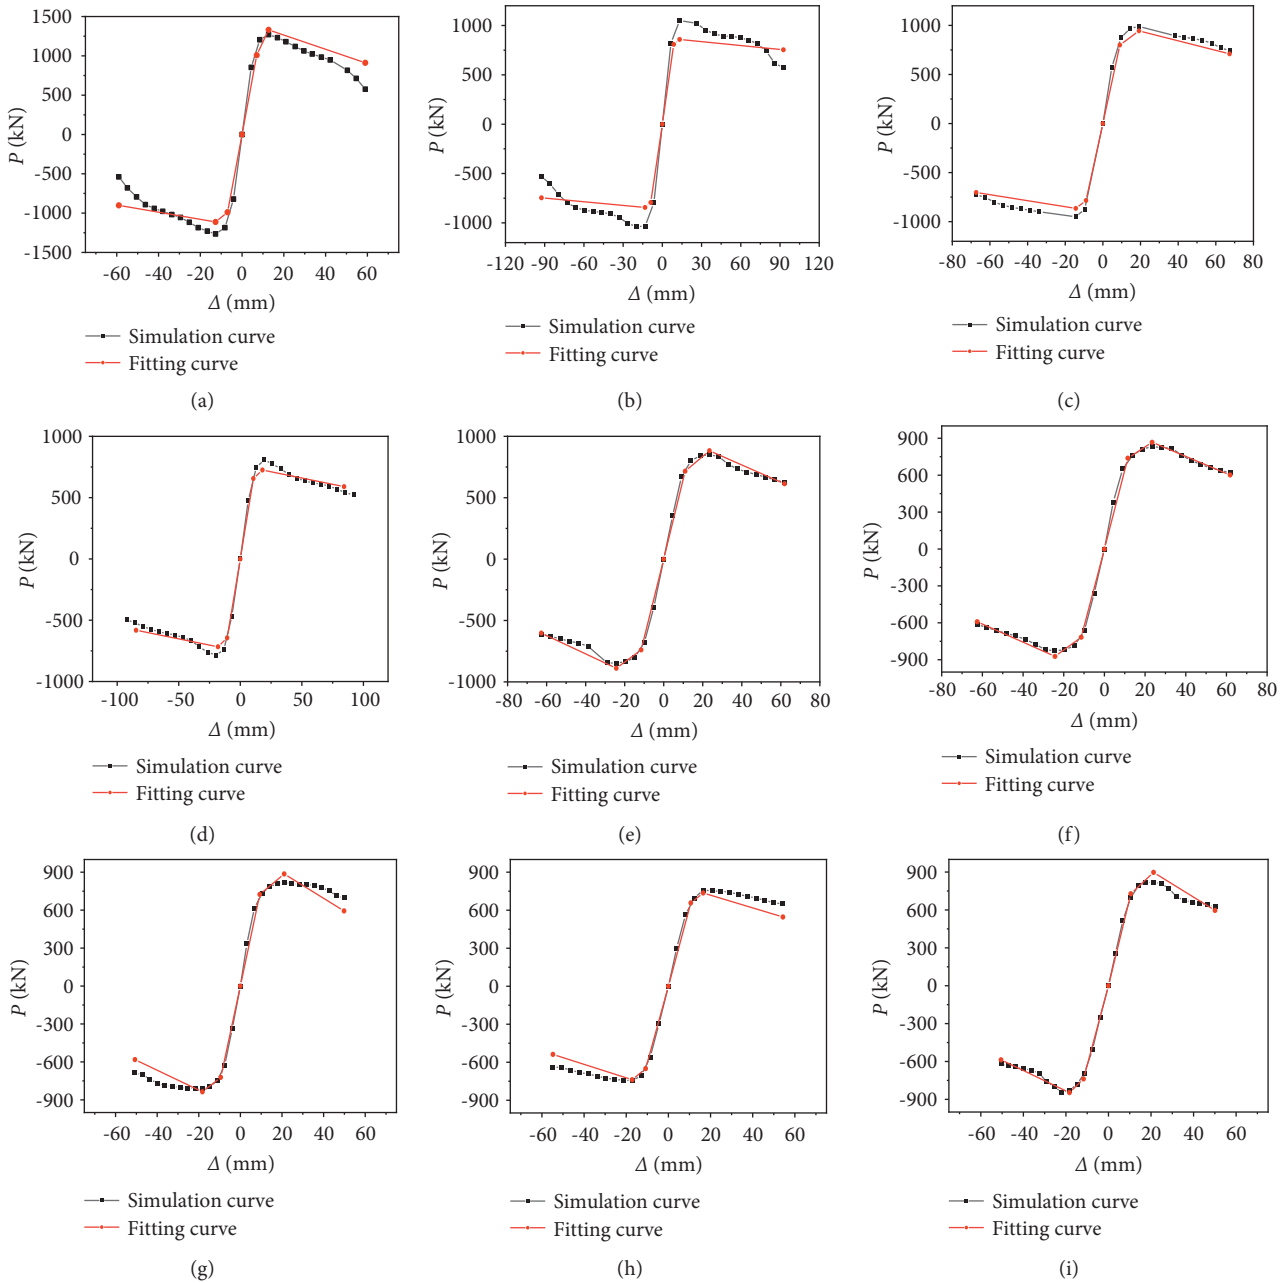 1500
1000
500
0
-500
-1000
1500
P (kN)
-60 -40 -20 0 20 40 60
Δ (mm)
Simulation curve
Fitting curve
(a)
1000
500
0
-500
-1000
P (kN)
-120 -90 -60 -30 0 30 60 90 120
Δ (mm)
Simulation curve
Fitting curve
(b)
1000
500
0
-500
-1000
P (kN)
-80 -60 -40 -20 0 20 40 60 80
Δ (mm)
Simulation curve
Fitting curve
(c)
1000
500
0
-500
-1000
P (kN)
-100 -50 0 50 100
Δ (mm)
Simulation curve
Fitting curve
(d)
1000
500
0
-500
-1000
P (kN)
-80 -60 -40 -20 0 20 40 60 80
Δ (mm)
Simulation curve
Fitting curve
(e)
900
600
300
0
-300
-600
-900
P (kN)
-80 -60 -40 -20 0 20 40 60 80
Δ (mm)
Simulation curve
Fitting curve
(f)
900
600
300
0
-300
-600
-900
P (kN)
-60 -40 -20 0 20 40 60
Δ (mm)
Simulation curve
Fitting curve
(g)
900
600
300
0
-300
-600
-900
P (kN)
-60 -40 -20 0 20 40 60
Δ (mm)
Simulation curve
Fitting curve
(h)
900
600
300
0
-300
-600
-900
P (kN)
-60 -40 -20 0 20 40 60
Δ (mm)
Simulation curve
Fitting curve
(i)